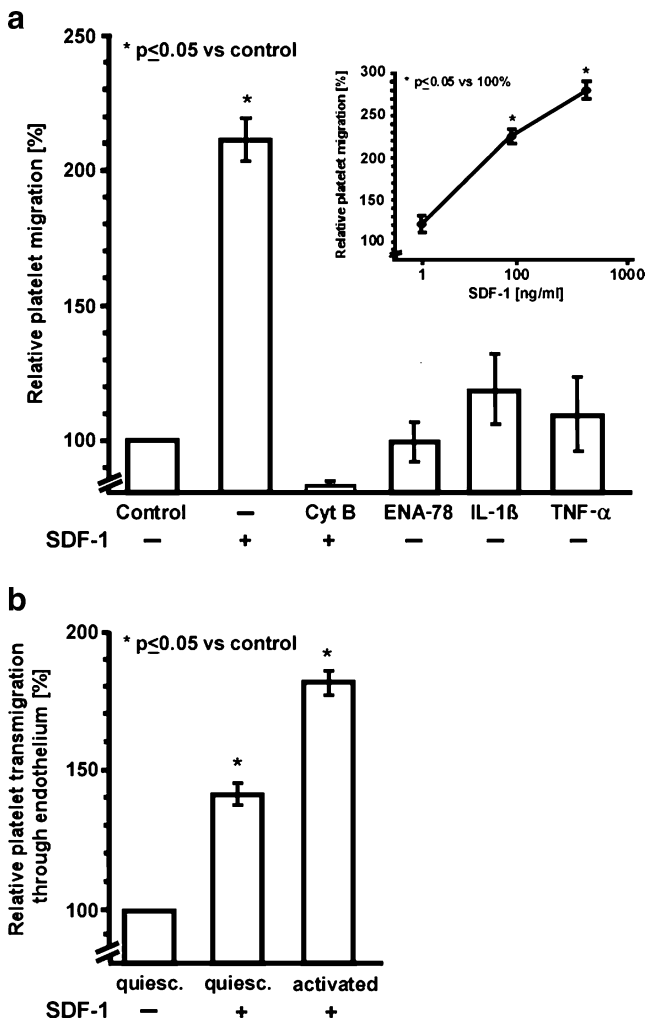 a
* p≤0.05 vs control
Relative platelet migration [%]
250
200
150
100
*
* p≤0.05 vs 100%
Relative platelet migration [%]
300
250
200
150
100
*
*
1 100 1000
SDF-1 [ng/ml]
Control – Cyt B ENA-78 IL-1ß TNF-α
SDF-1 – + + – – –
b
* p≤0.05 vs control
Relative platelet transmigration
through endothelium [%]
200
150
100
*
*
quiesc. quiesc. activated
SDF-1 – + +